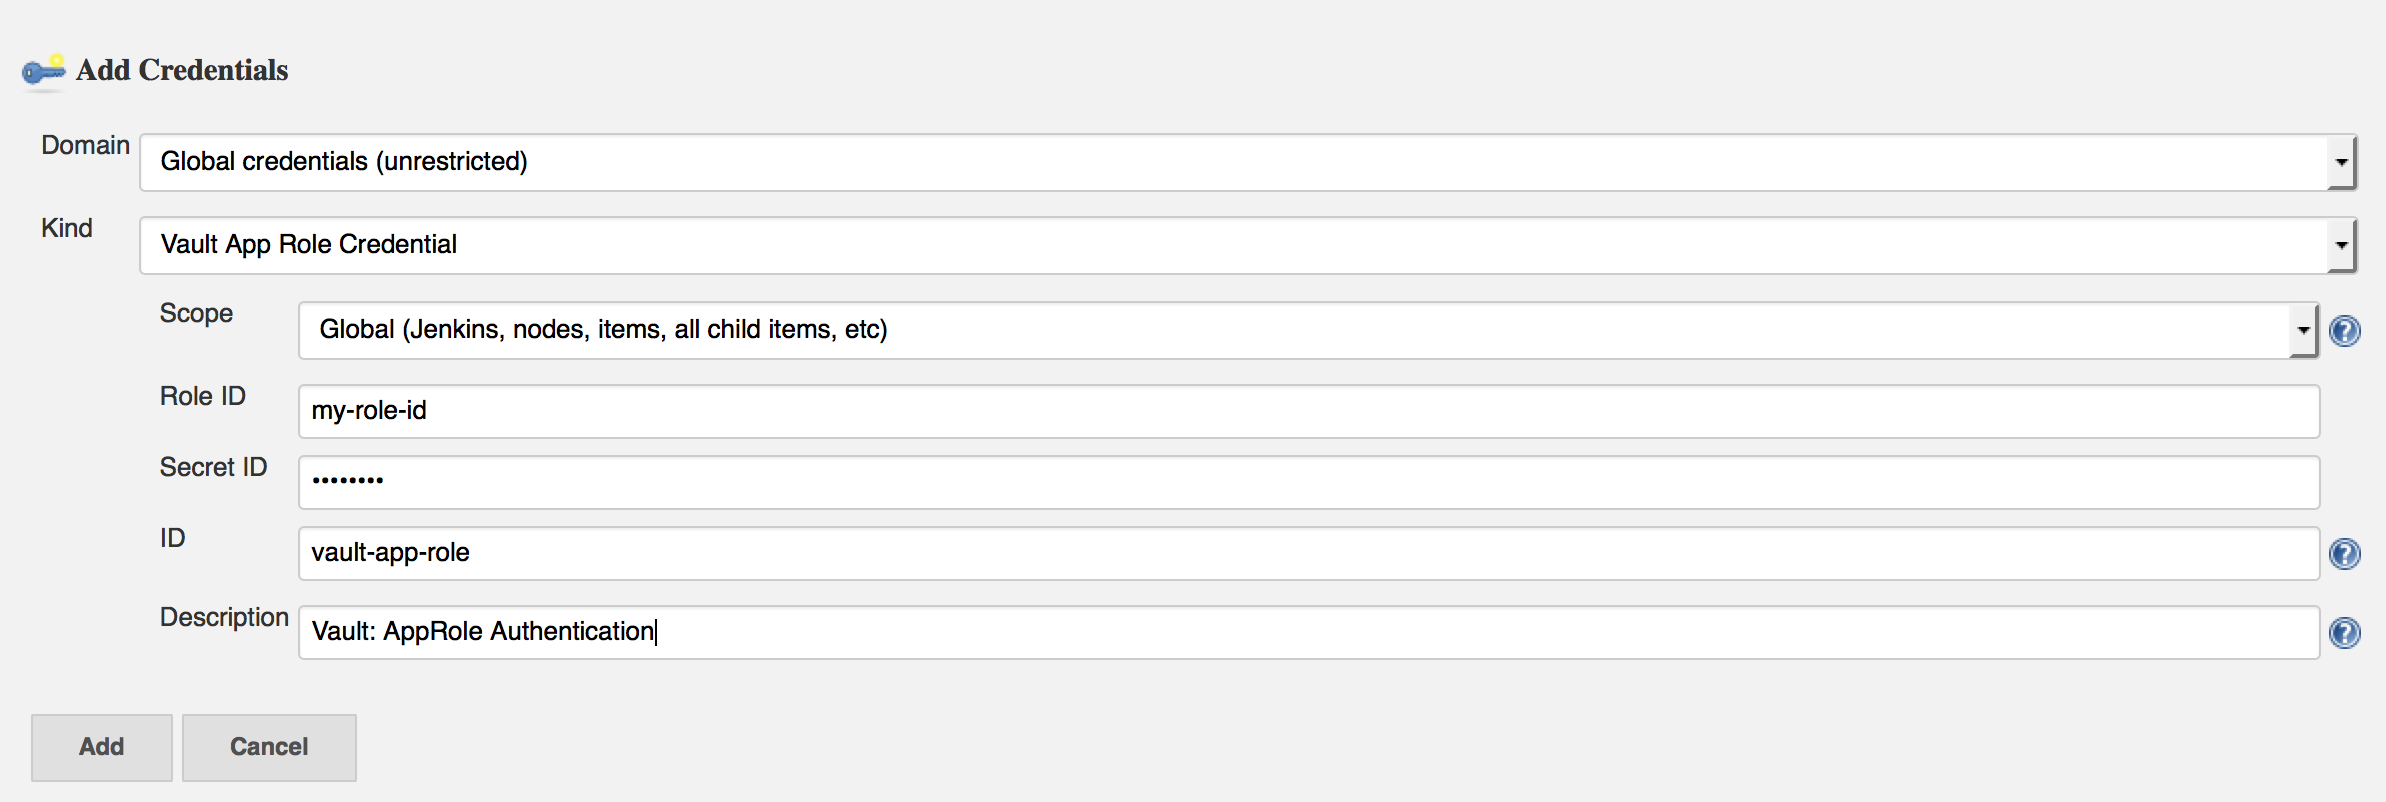 Add Credentials
Domain
Global credentials (unrestricted)
Kind
Vault App Role Credential
Scope
Global (Jenkins, nodes, items, all child items, etc)
Role ID
my-role-id
Secret ID
••••••••
ID
vault-app-role
Description
Vault: AppRole Authentication
Add
Cancel